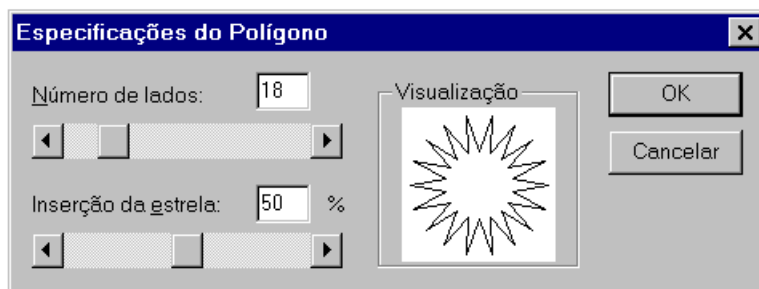 Especificações do Polígono
Número de lados: 18
Inserção da estrela: 50 %
Visualização
OK
Cancelar